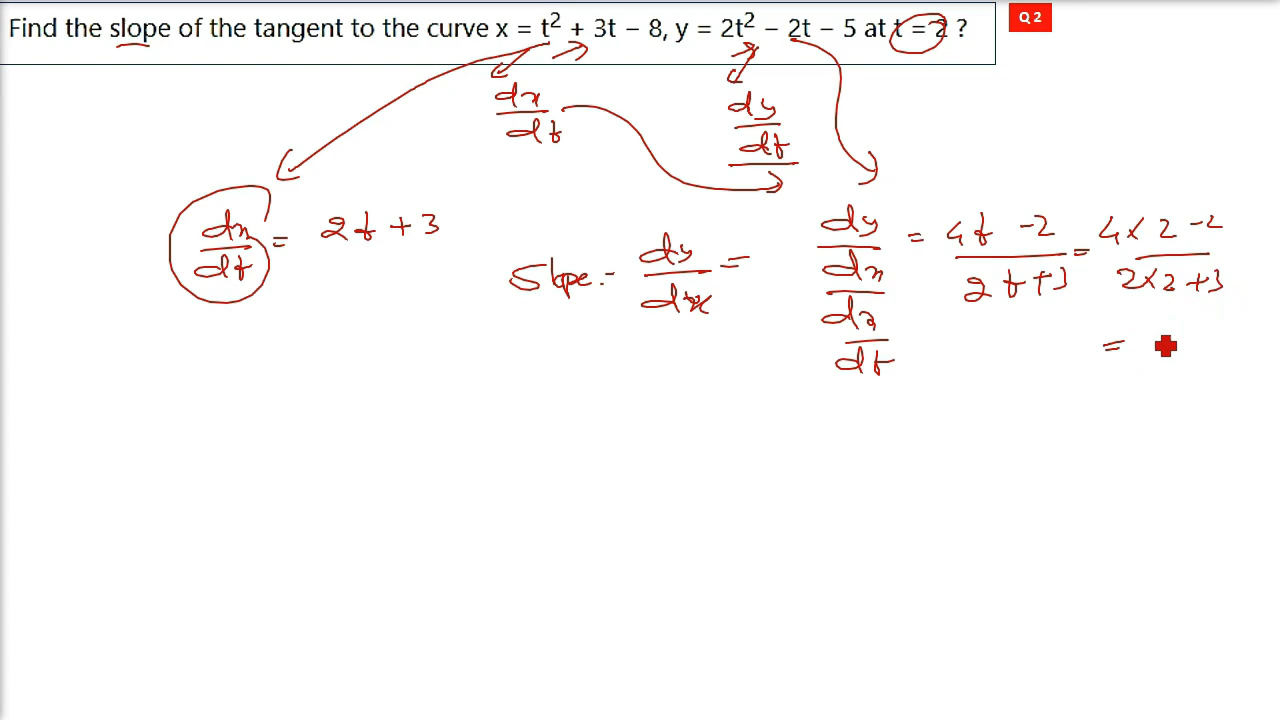 Find the slope of the tangent to the curve x = t² + 3t − 8, y = 2t² − 2t − 5 at t = 2 ?
Q 2
dx
dt
dy
dt
dx
dt
= 2t + 3
Slope =
dy
dx
=
dy
dx
dx
dt
= 4t - 2
2t + 3
= 4 × 2 - 2
2 × 2 + 3
=